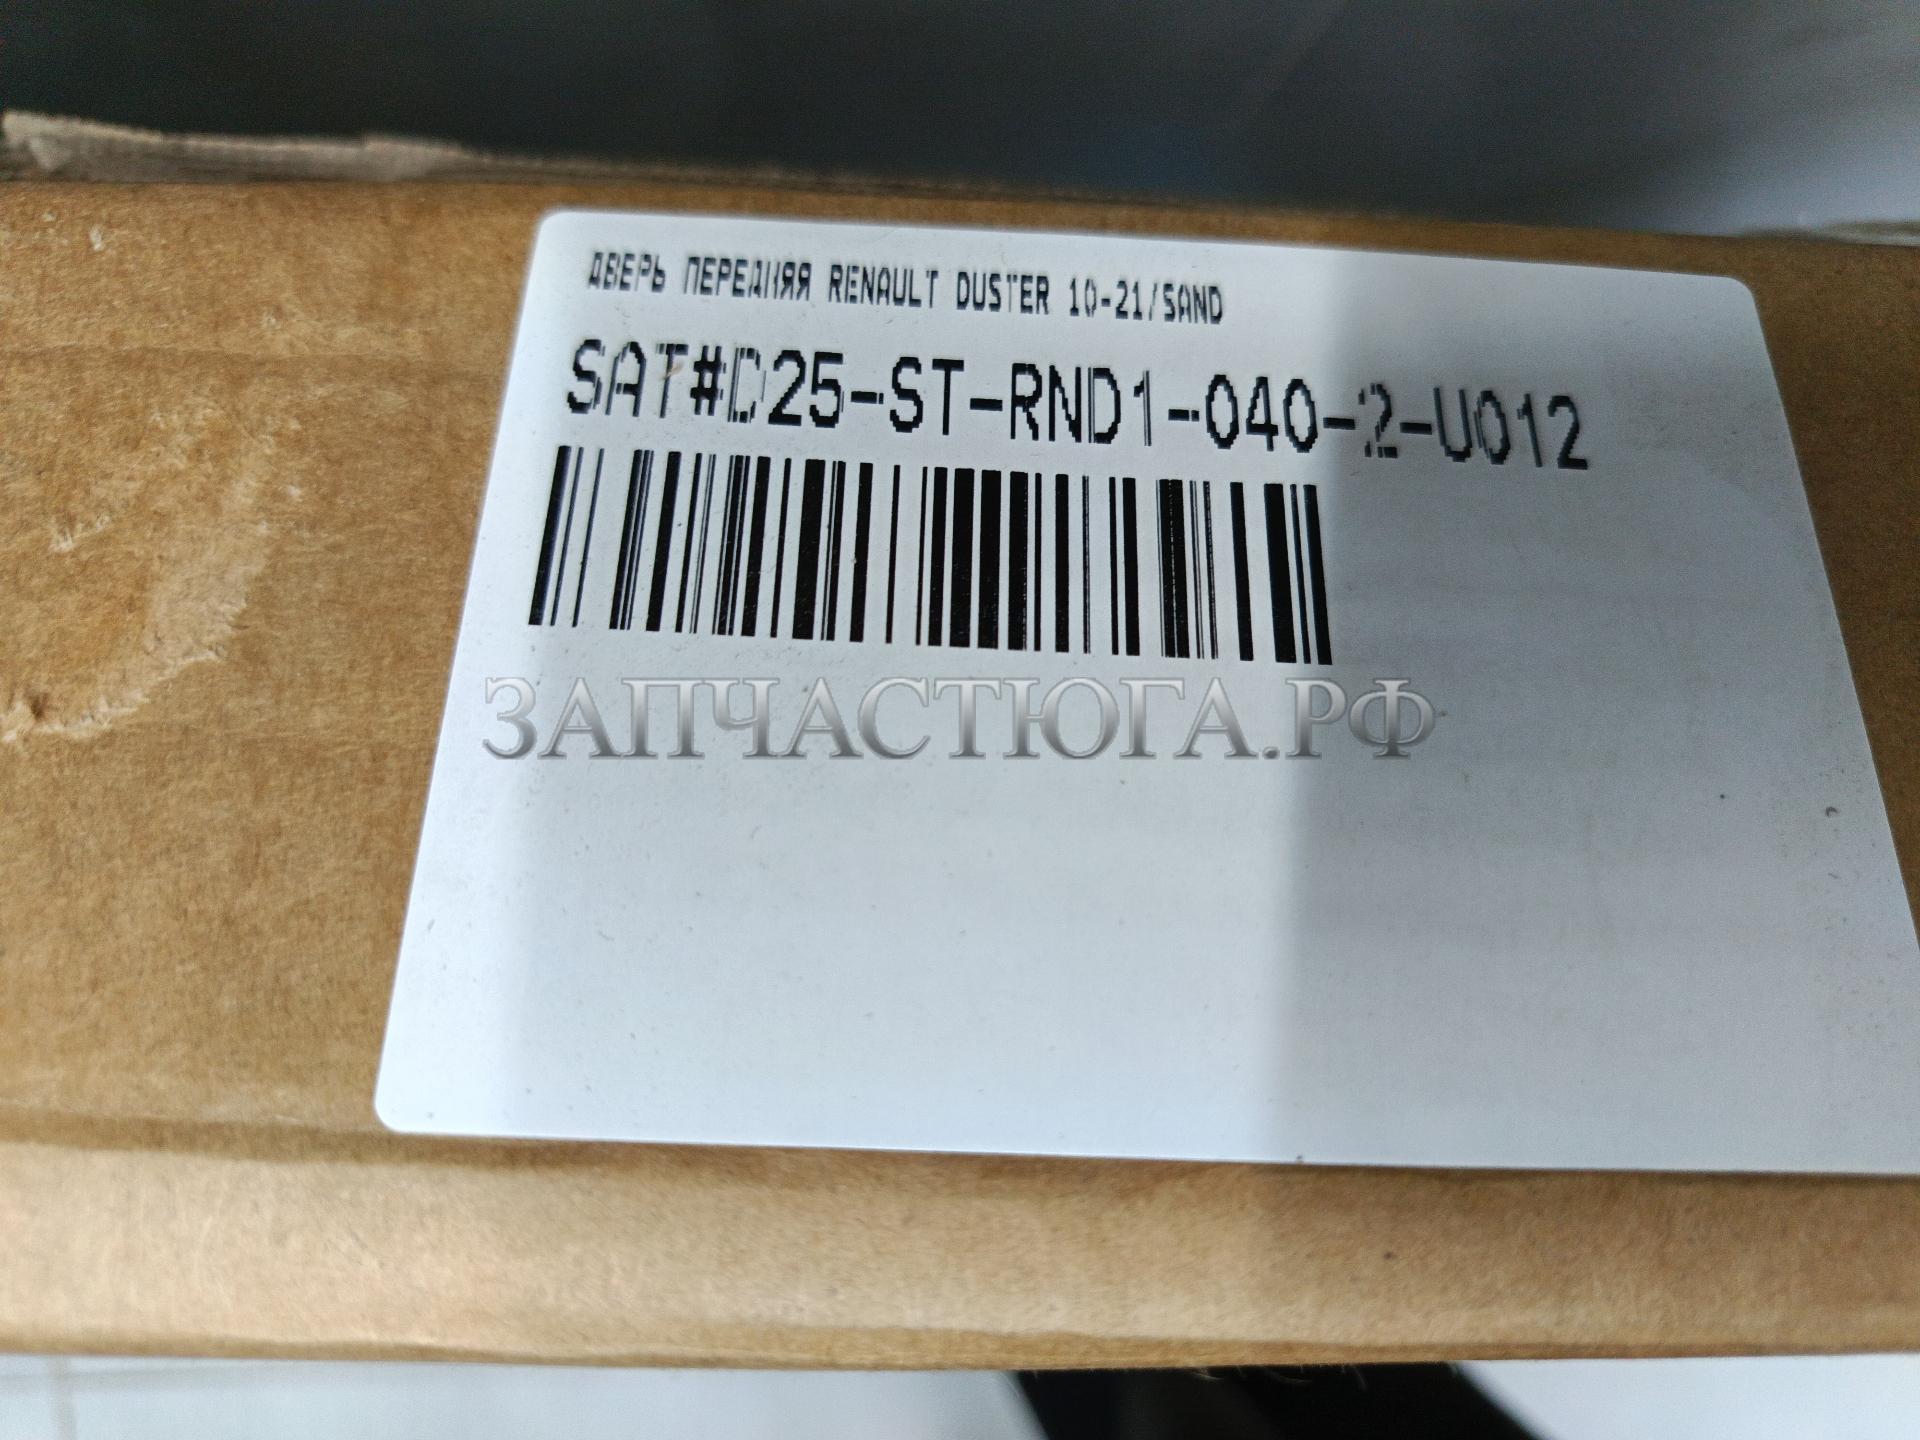 ДВЕРЬ ПЕРЕДНЯЯ RENAULT DUSTER 10-21/SAND
SAT#D25-ST-RND1-040-2-U012
ЗАПЧАСТЮГА.РФ